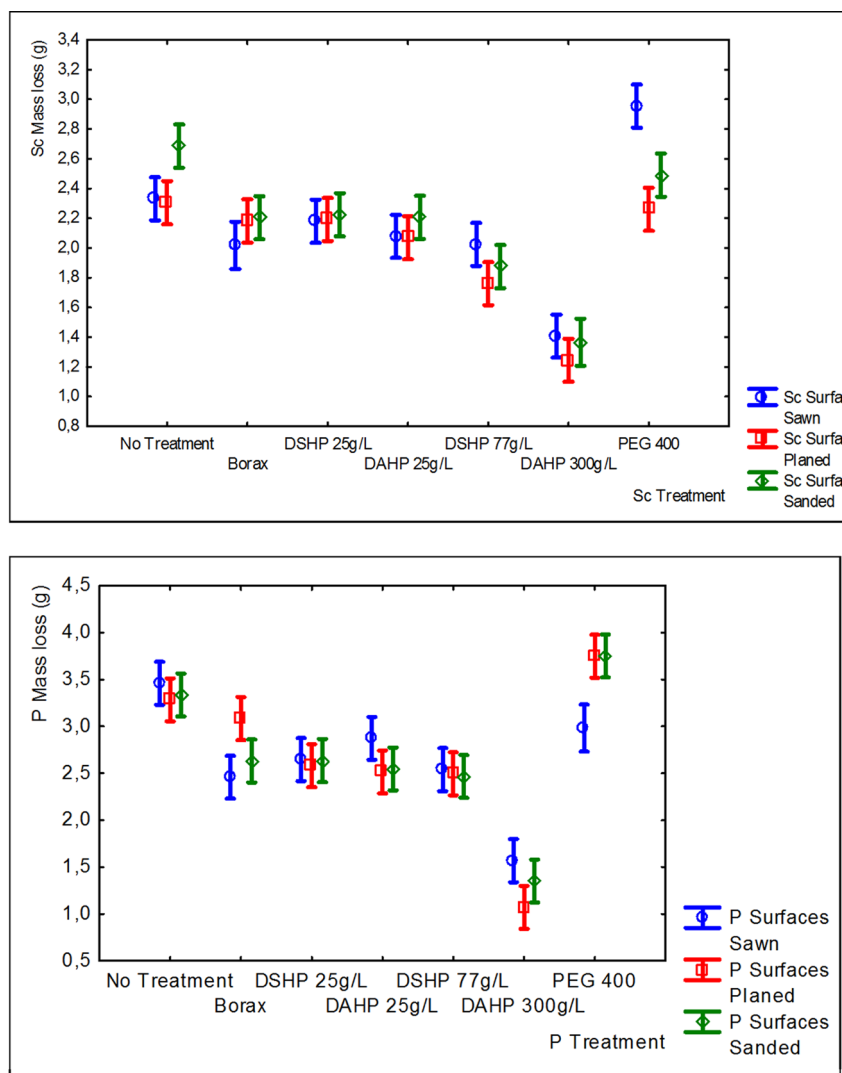 Sc Mass loss (g)
3,4
3,2
3,0
2,8
2,6
2,4
2,2
2,0
1,8
1,6
1,4
1,2
1,0
0,8
No Treatment
Borax
DSHP 25g/L
DAHP 25g/L
DSHP 77g/L
DAHP 300g/L
PEG 400
Sc Treatment
Sc Surfa
Sawn
Sc Surfa
Planed
Sc Surfa
Sanded
P Mass loss (g)
4,5
4,0
3,5
3,0
2,5
2,0
1,5
1,0
0,5
No Treatment
Borax
DSHP 25g/L
DAHP 25g/L
DSHP 77g/L
DAHP 300g/L
PEG 400
P Treatment
P Surfaces
Sawn
P Surfaces
Planed
P Surfaces
Sanded